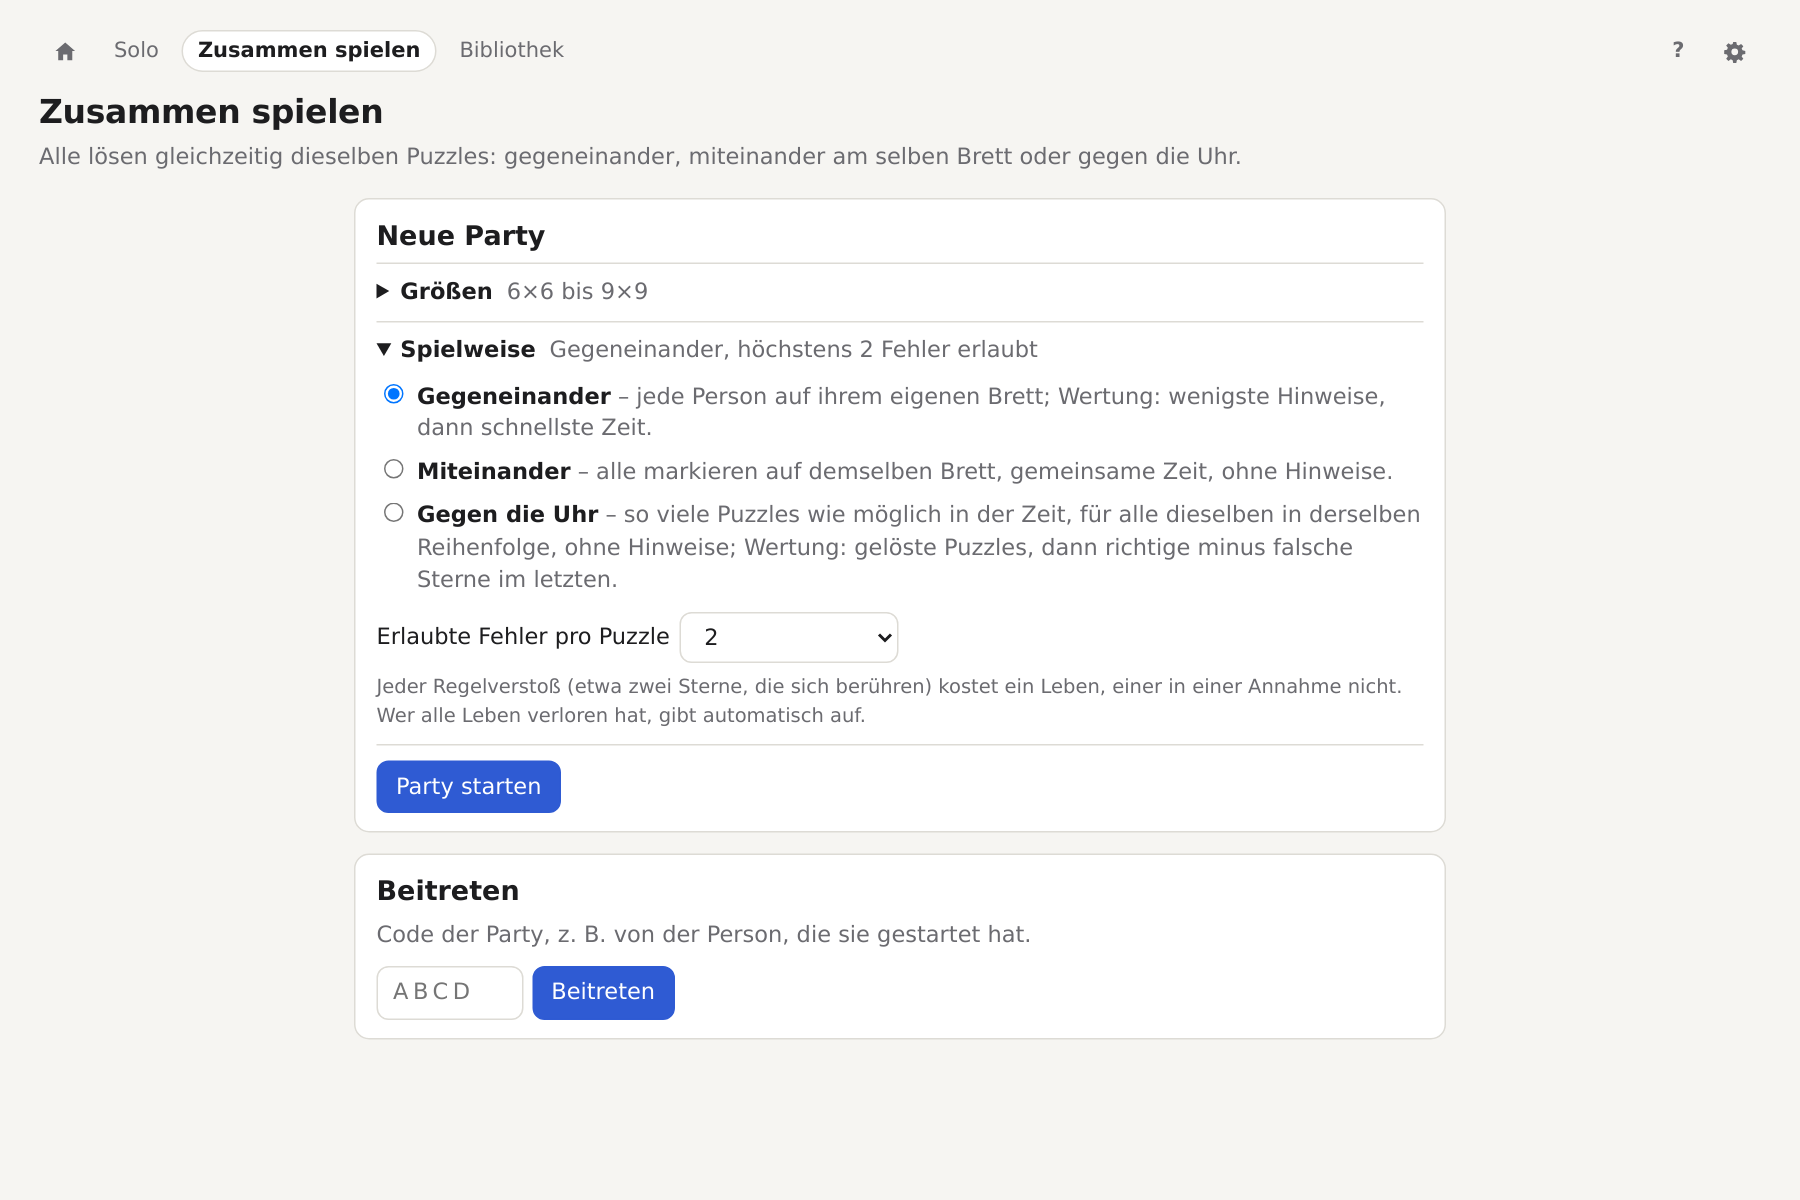 Solo Zusammen spielen Bibliothek ?
Zusammen spielen
Alle lösen gleichzeitig dieselben Puzzles: gegeneinander, miteinander am selben Brett oder gegen die Uhr.
Neue Party
Größen 6×6 bis 9×9
Spielweise Gegeneinander, höchstens 2 Fehler erlaubt
Gegeneinander – jede Person auf ihrem eigenen Brett; Wertung: wenigste Hinweise,
dann schnellste Zeit.
Miteinander – alle markieren auf demselben Brett, gemeinsame Zeit, ohne Hinweise.
Gegen die Uhr – so viele Puzzles wie möglich in der Zeit, für alle dieselben in derselben
Reihenfolge, ohne Hinweise; Wertung: gelöste Puzzles, dann richtige minus falsche
Sterne im letzten.
Erlaubte Fehler pro Puzzle 2
Jeder Regelverstoß (etwa zwei Sterne, die sich berühren) kostet ein Leben, einer in einer Annahme nicht.
Wer alle Leben verloren hat, gibt automatisch auf.
Party starten
Beitreten
Code der Party, z. B. von der Person, die sie gestartet hat.
ABCD Beitreten